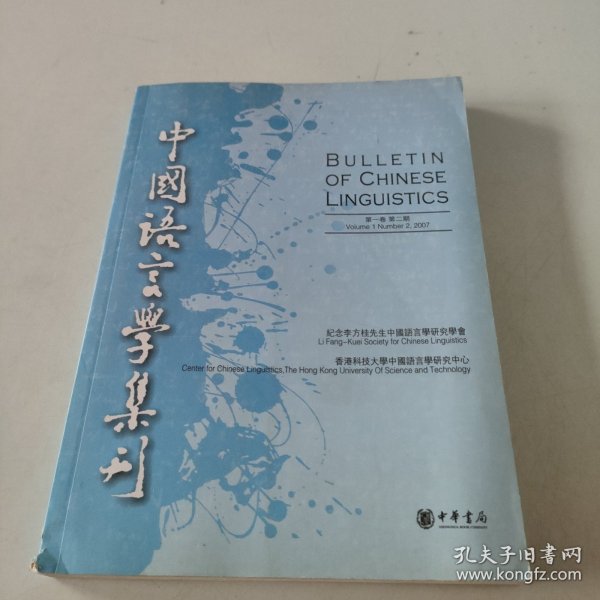 中國語言學集刊
BULLETIN
OF CHINESE
LINGUISTICS
第一卷 第二期
Volume 1 Number 2, 2007
紀念李方桂先生中國語言學研究學會
Li Fang-Kuei Society for Chinese Linguistics
香港科技大學中國語言學研究中心
Center for Chinese Linguistics,The Hong Kong University Of Science and Technology
中華書局
ZHONGHUA BOOK COMPANY
孔夫子旧书网
www.kongfz.com